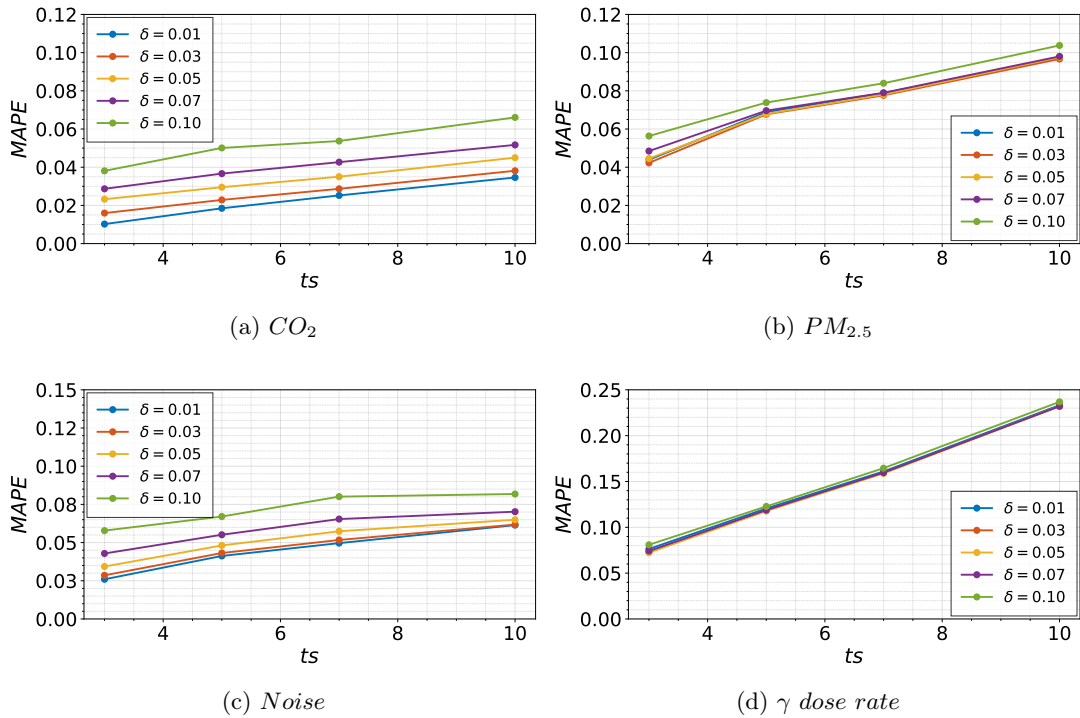 0.12
0.10
0.08
0.06
0.04
0.02
0.00
MAPE
δ = 0.01
δ = 0.03
δ = 0.05
δ = 0.07
δ = 0.10
4 6 8 10
ts
(a) CO₂
0.12
0.10
0.08
0.06
0.04
0.02
0.00
MAPE
δ = 0.01
δ = 0.03
δ = 0.05
δ = 0.07
δ = 0.10
4 6 8 10
ts
(b) PM₂.₅
0.15
0.12
0.10
0.08
0.05
0.03
0.00
MAPE
δ = 0.01
δ = 0.03
δ = 0.05
δ = 0.07
δ = 0.10
4 6 8 10
ts
(c) Noise
0.25
0.20
0.15
0.10
0.05
0.00
MAPE
δ = 0.01
δ = 0.03
δ = 0.05
δ = 0.07
δ = 0.10
4 6 8 10
ts
(d) γ dose rate